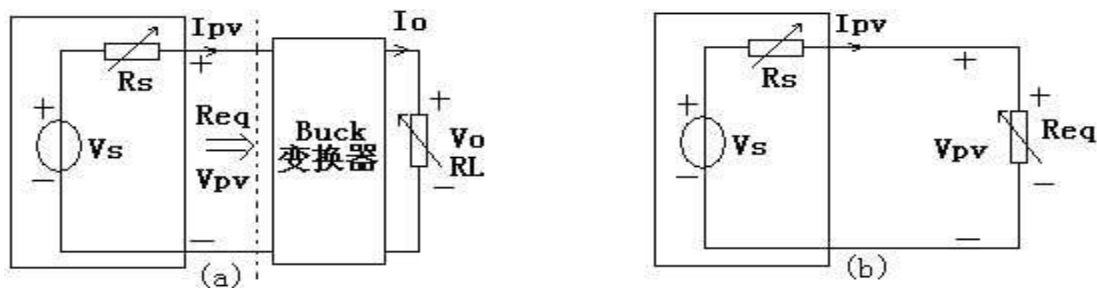 Ipv
Io
Rs
+
Req
Vpv
Buck
变换器
+
Vs
−
+
Vo
RL
−
−
(a)
Ipv
Rs
+
+
Vs
−
+
Vpv
Req
−
−
(b)